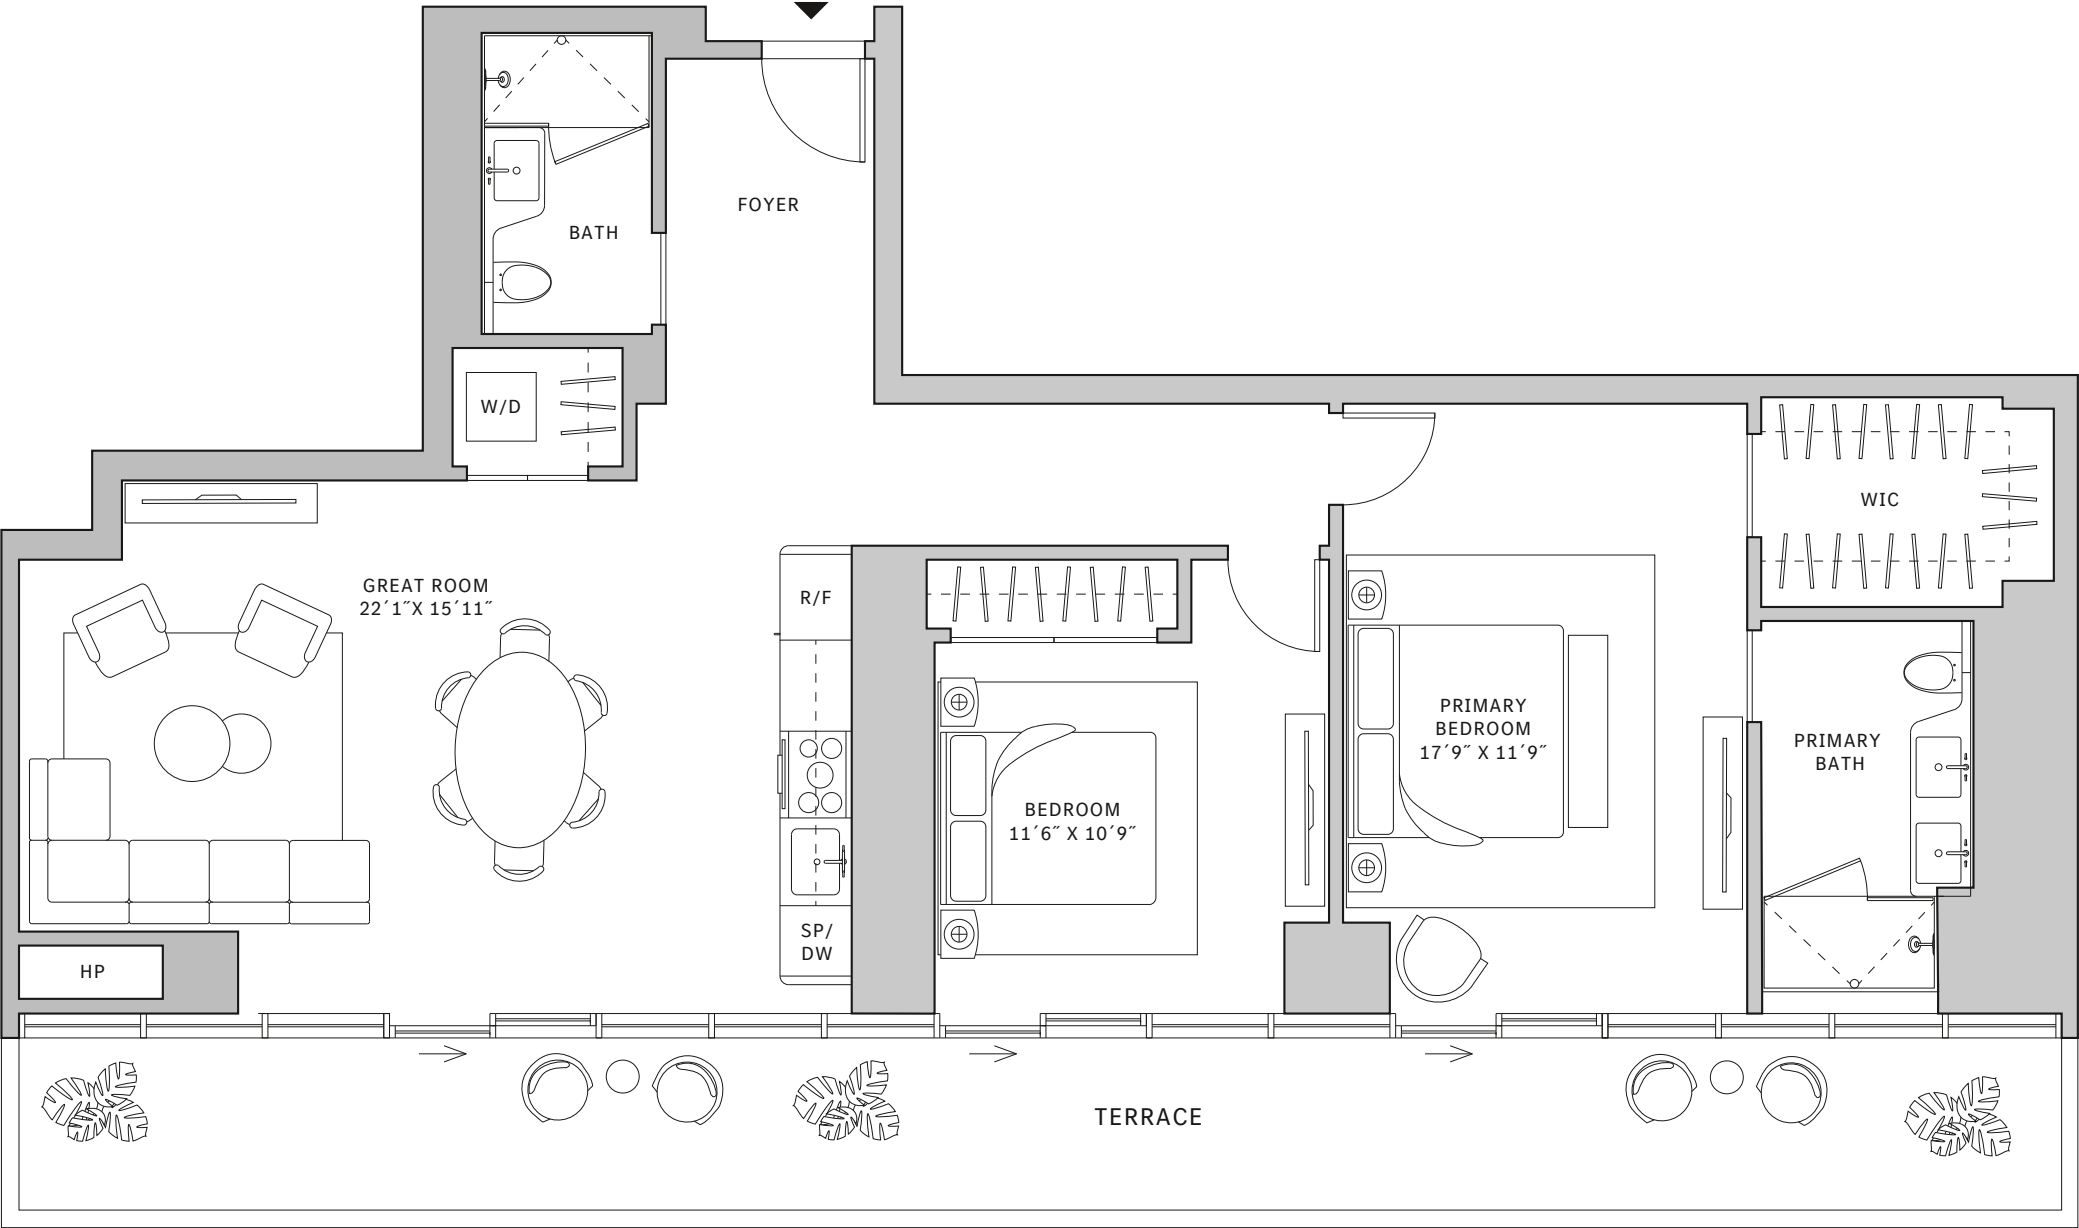 FOYER
BATH
W/D
WIC
GREAT ROOM
22´1˝X 15´11˝
R/F
PRIMARY
BEDROOM
17´9˝ X 11´9˝
PRIMARY
BATH
BEDROOM
11´6˝ X 10´9˝
SP/
DW
HP
TERRACE